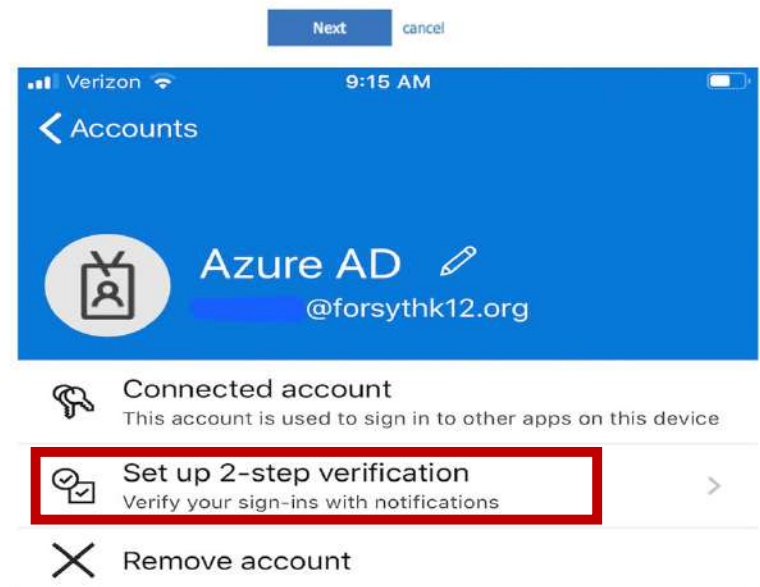 Next cancel
Verizon 9:15 AM
Accounts
Azure AD
@forsythk12.org
Connected account
This account is used to sign in to other apps on this device
Set up 2-step verification
Verify your sign-ins with notifications
Remove account